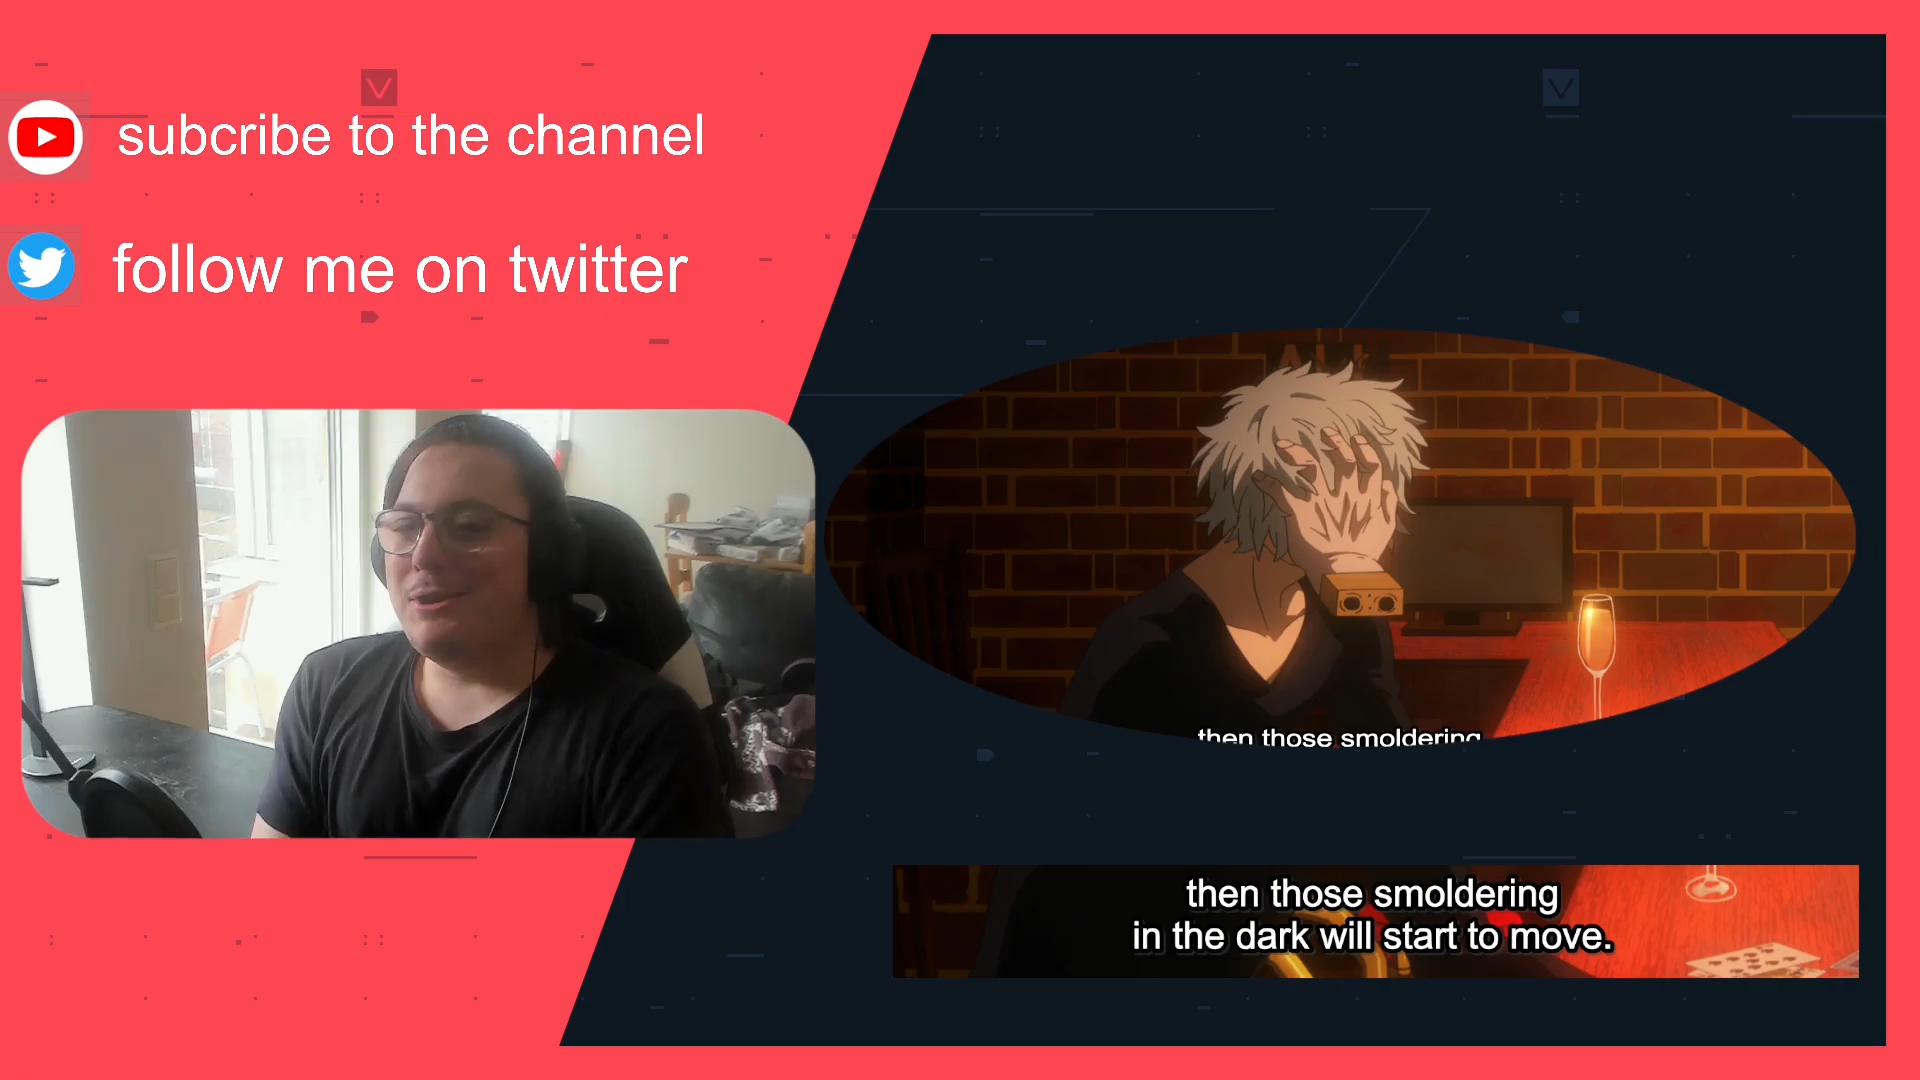 subcribe to the channel
follow me on twitter
then those smoldering
then those smoldering
in the dark will start to move.